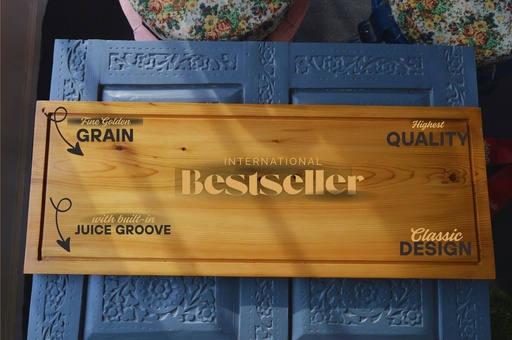 Fine Golden
GRAIN
Highest
QUALITY
INTERNATIONAL
Bestseller
with built-in
JUICE GROOVE
Classic
DESIGN